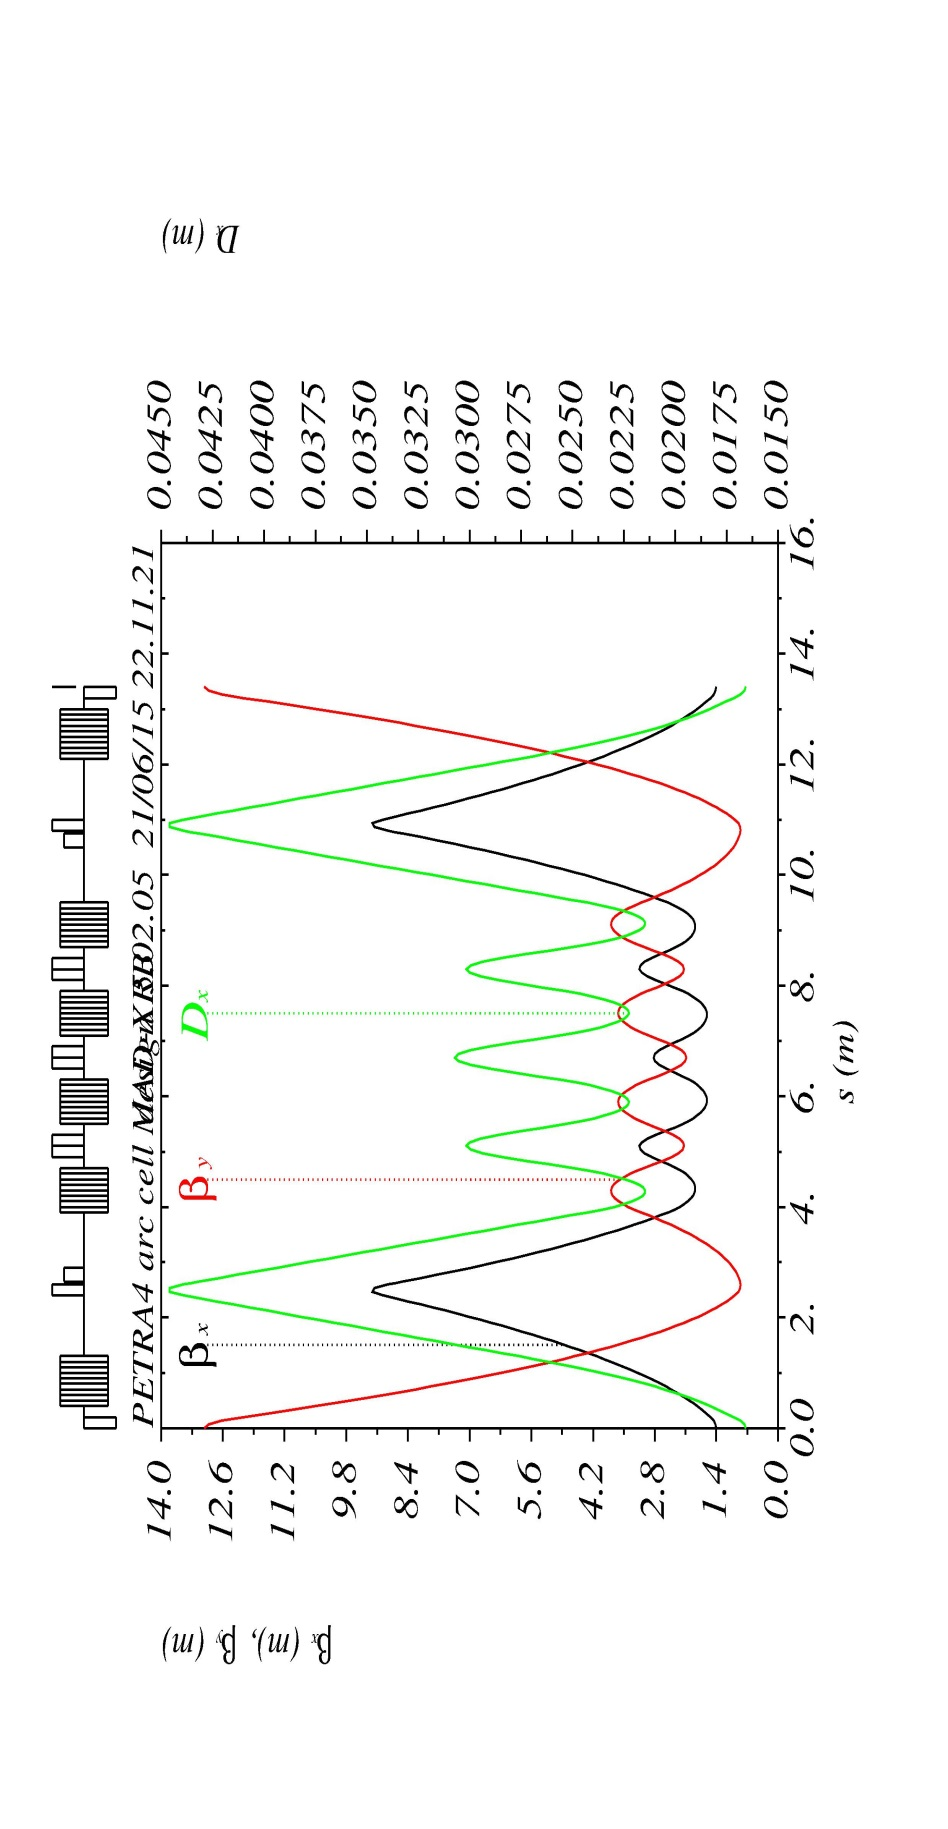 PETRA4 arc cell design B
MAD-X 5.02.05 21/06/15 22.11.21
βx
βy
Dx
βx (m), βy (m)
14.0
12.6
11.2
9.8
8.4
7.0
5.6
4.2
2.8
1.4
0.0
0.0 2. 4. 6. 8. 10. 12. 14. 16.
s (m)
0.0450
0.0425
0.0400
0.0375
0.0350
0.0325
0.0300
0.0275
0.0250
0.0225
0.0200
0.0175
0.0150
Dx (m)